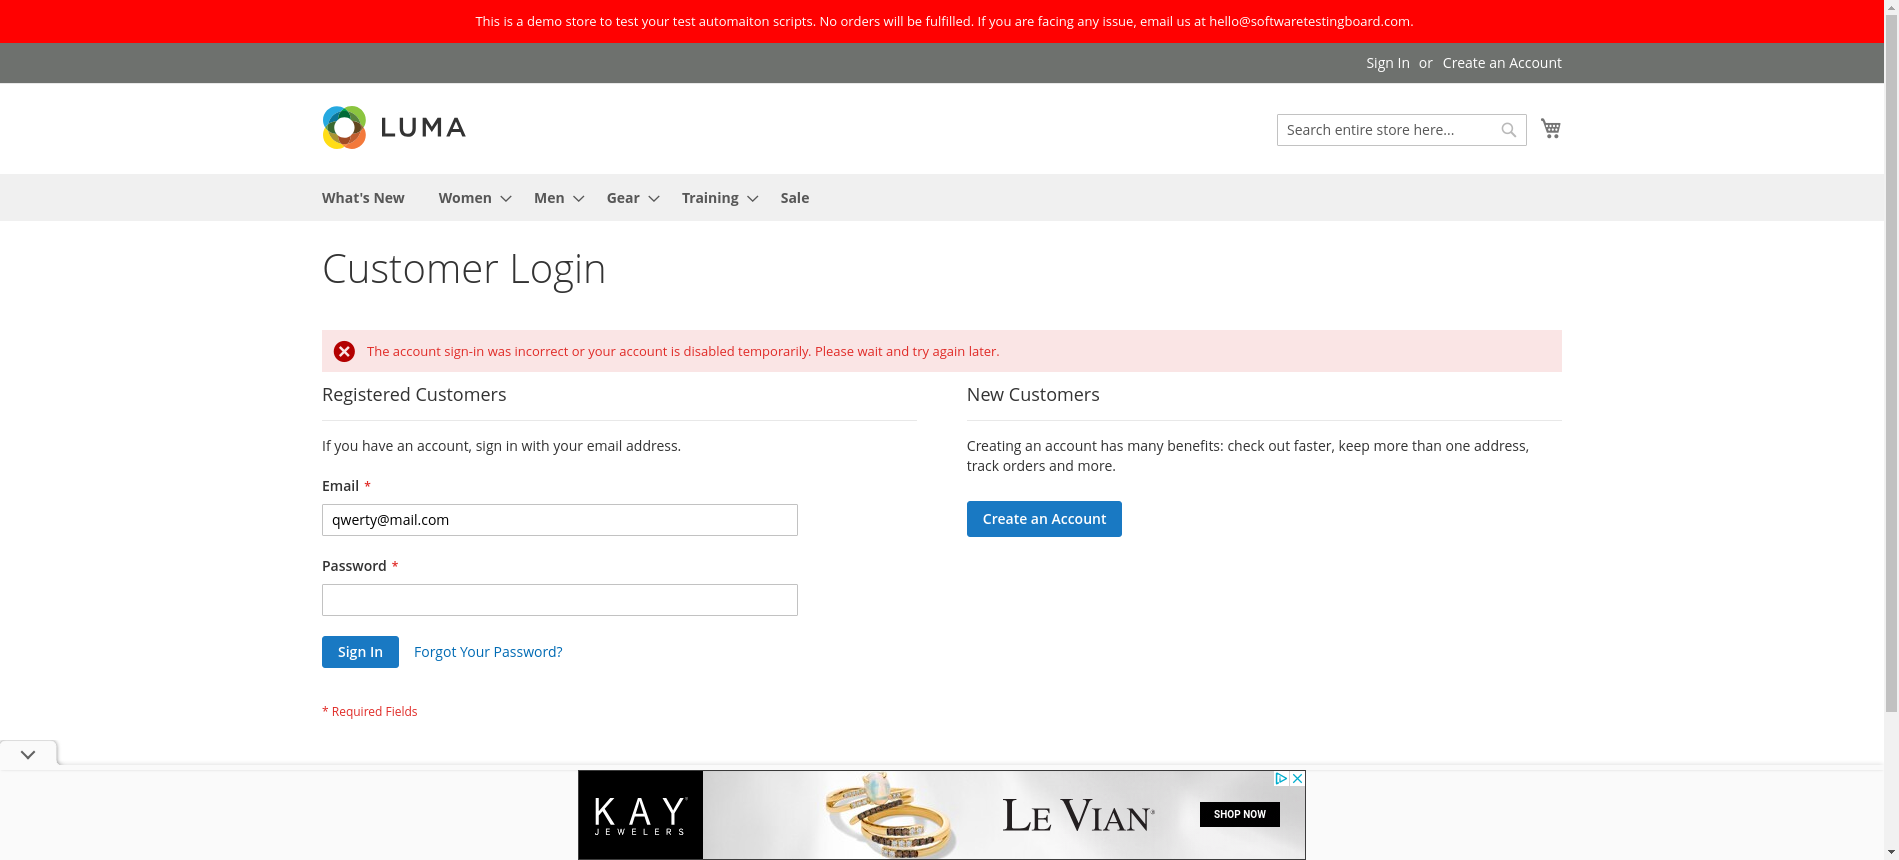 This is a demo store to test your test automaiton scripts. No orders will be fulfilled. If you are facing any issue, email us at hello@softwaretestingboard.com.
Sign In or Create an Account
LUMA
Search entire store here...
What's New Women Men Gear Training Sale
Customer Login
The account sign-in was incorrect or your account is disabled temporarily. Please wait and try again later.
Registered Customers
If you have an account, sign in with your email address.
Email *
qwerty@mail.com
Password *
Sign In Forgot Your Password?
* Required Fields
New Customers
Creating an account has many benefits: check out faster, keep more than one address,
track orders and more.
Create an Account
KAY
JEWELERS
LE VIAN®
SHOP NOW